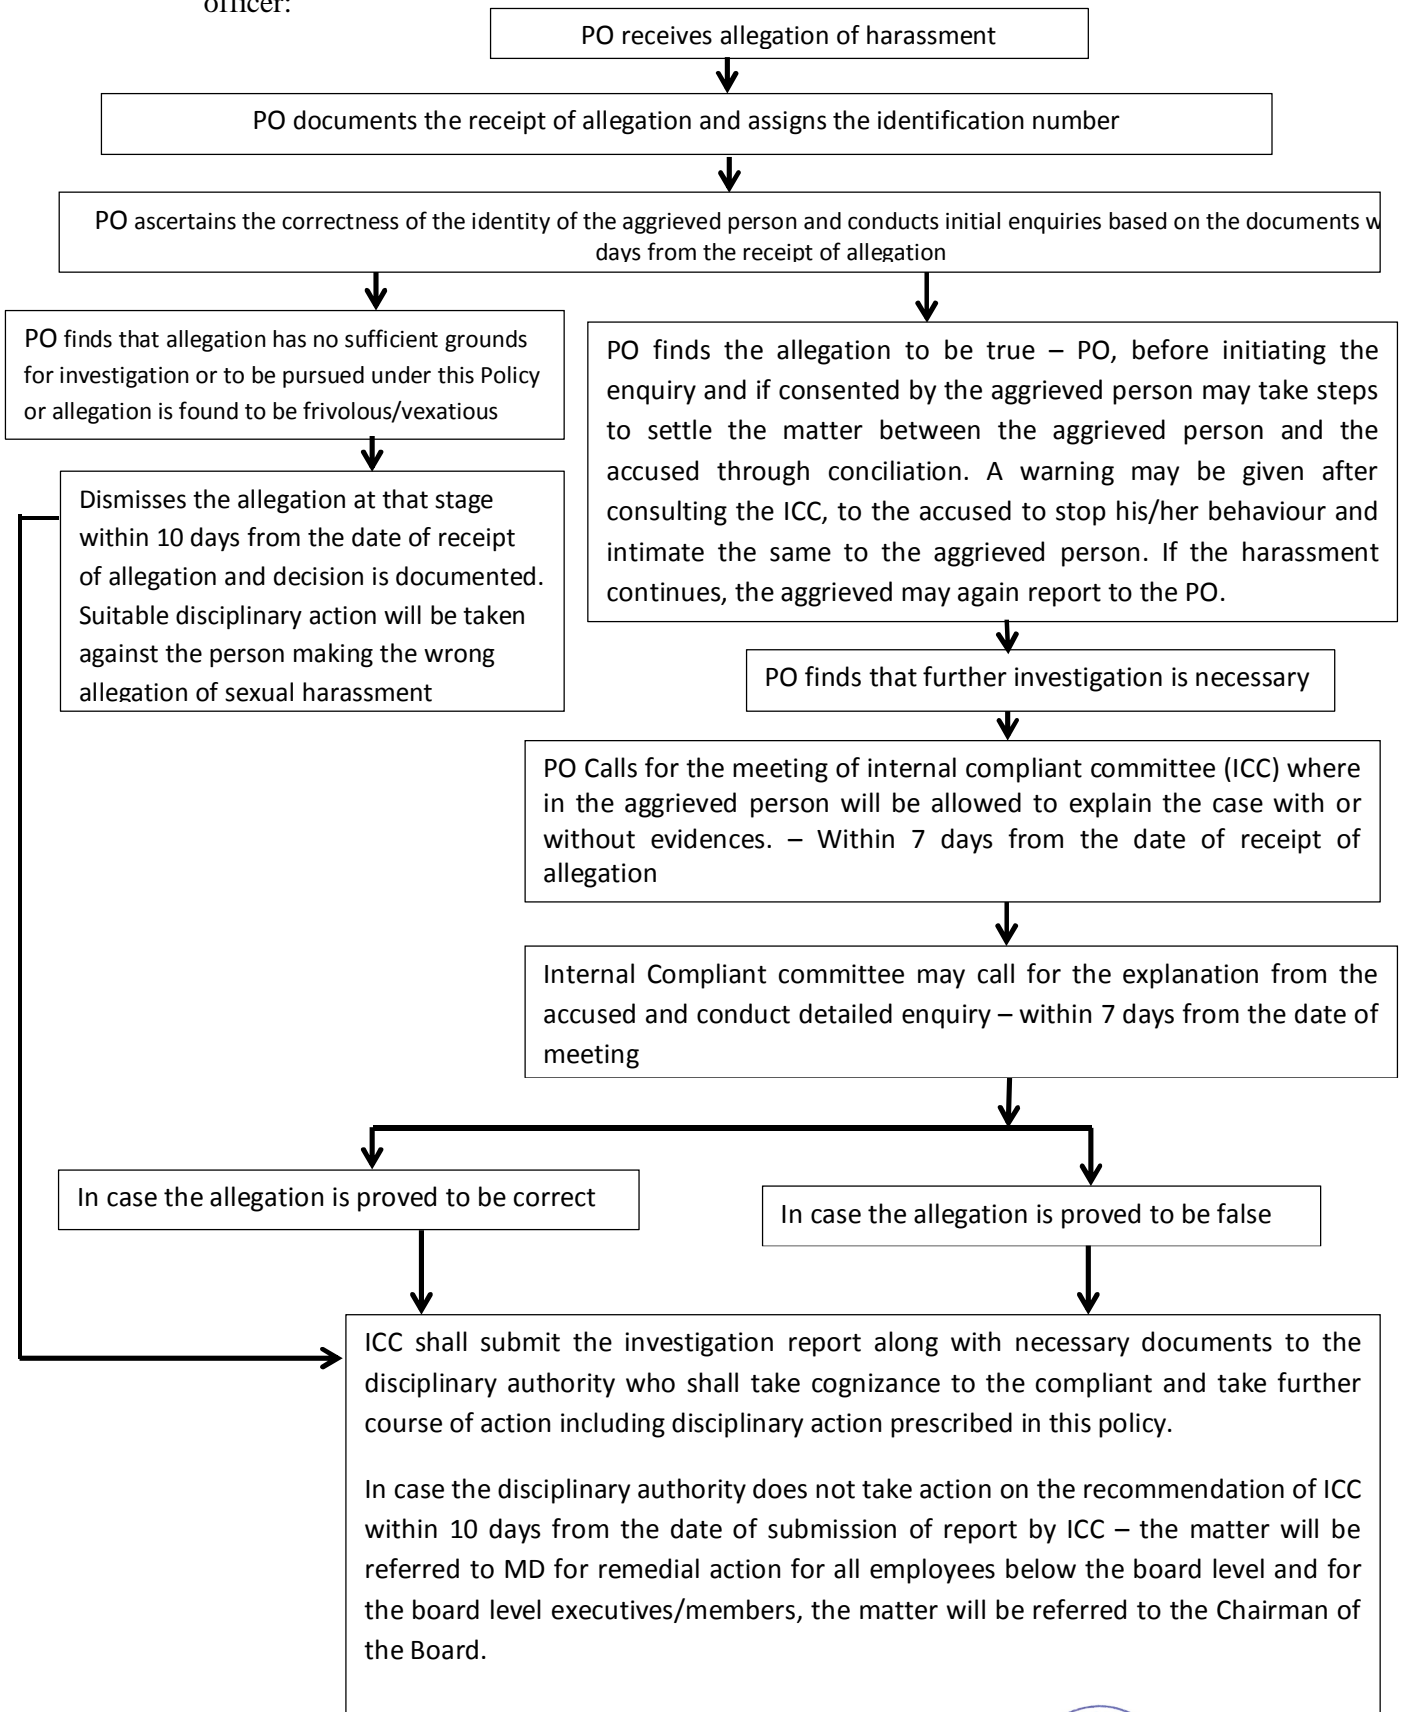 officer:
PO receives allegation of harassment
PO documents the receipt of allegation and assigns the identification number
PO ascertains the correctness of the identity of the aggrieved person and conducts initial enquiries based on the documents w
days from the receipt of allegation
PO finds that allegation has no sufficient grounds
for investigation or to be pursued under this Policy
or allegation is found to be frivolous/vexatious
PO finds the allegation to be true – PO, before initiating the
enquiry and if consented by the aggrieved person may take steps
to settle the matter between the aggrieved person and the
accused through conciliation. A warning may be given after
consulting the ICC, to the accused to stop his/her behaviour and
intimate the same to the aggrieved person. If the harassment
continues, the aggrieved may again report to the PO.
Dismisses the allegation at that stage
within 10 days from the date of receipt
of allegation and decision is documented.
Suitable disciplinary action will be taken
against the person making the wrong
allegation of sexual harassment
PO finds that further investigation is necessary
PO Calls for the meeting of internal compliant committee (ICC) where
in the aggrieved person will be allowed to explain the case with or
without evidences. – Within 7 days from the date of receipt of
allegation
Internal Compliant committee may call for the explanation from the
accused and conduct detailed enquiry – within 7 days from the date of
meeting
In case the allegation is proved to be correct
In case the allegation is proved to be false
ICC shall submit the investigation report along with necessary documents to the
disciplinary authority who shall take cognizance to the compliant and take further
course of action including disciplinary action prescribed in this policy.
In case the disciplinary authority does not take action on the recommendation of ICC
within 10 days from the date of submission of report by ICC – the matter will be
referred to MD for remedial action for all employees below the board level and for
the board level executives/members, the matter will be referred to the Chairman of
the Board.